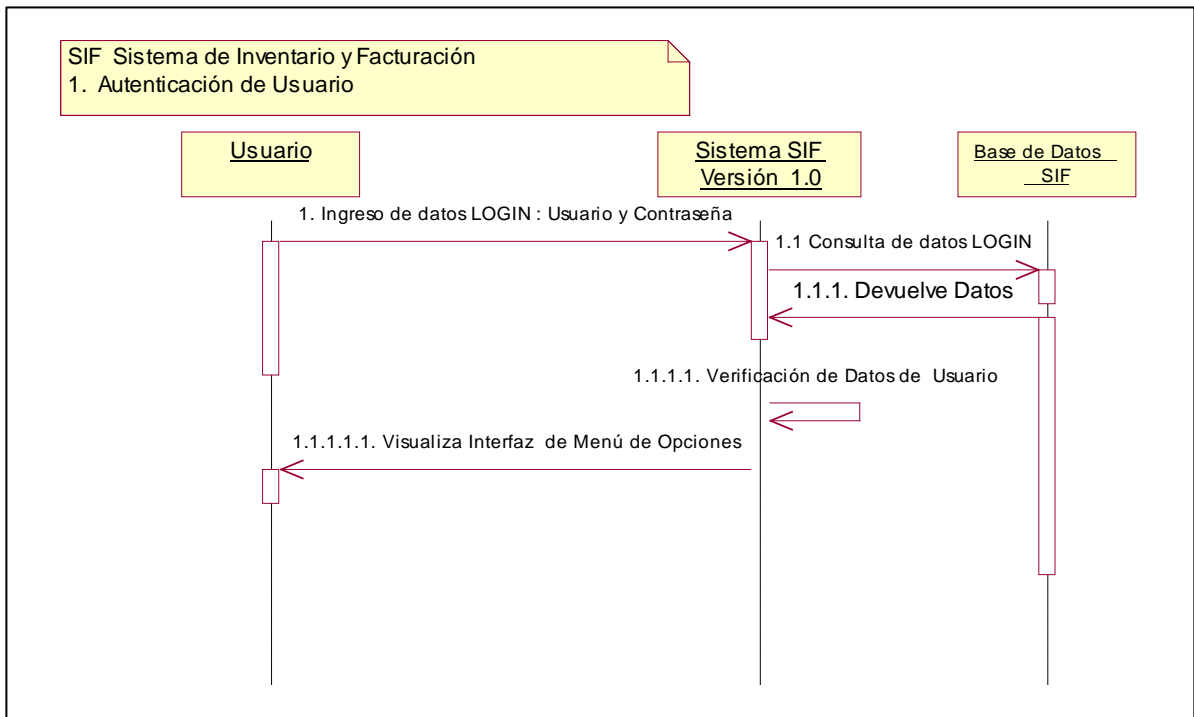 SIF Sistema de Inventario y Facturación
1. Autenticación de Usuario
Usuario
Sistema SIF
Versión 1.0
Base de Datos
SIF
1. Ingreso de datos LOGIN : Usuario y Contraseña
1.1 Consulta de datos LOGIN
1.1.1. Devuelve Datos
1.1.1.1. Verificación de Datos de Usuario
1.1.1.1.1. Visualiza Interfaz de Menú de Opciones